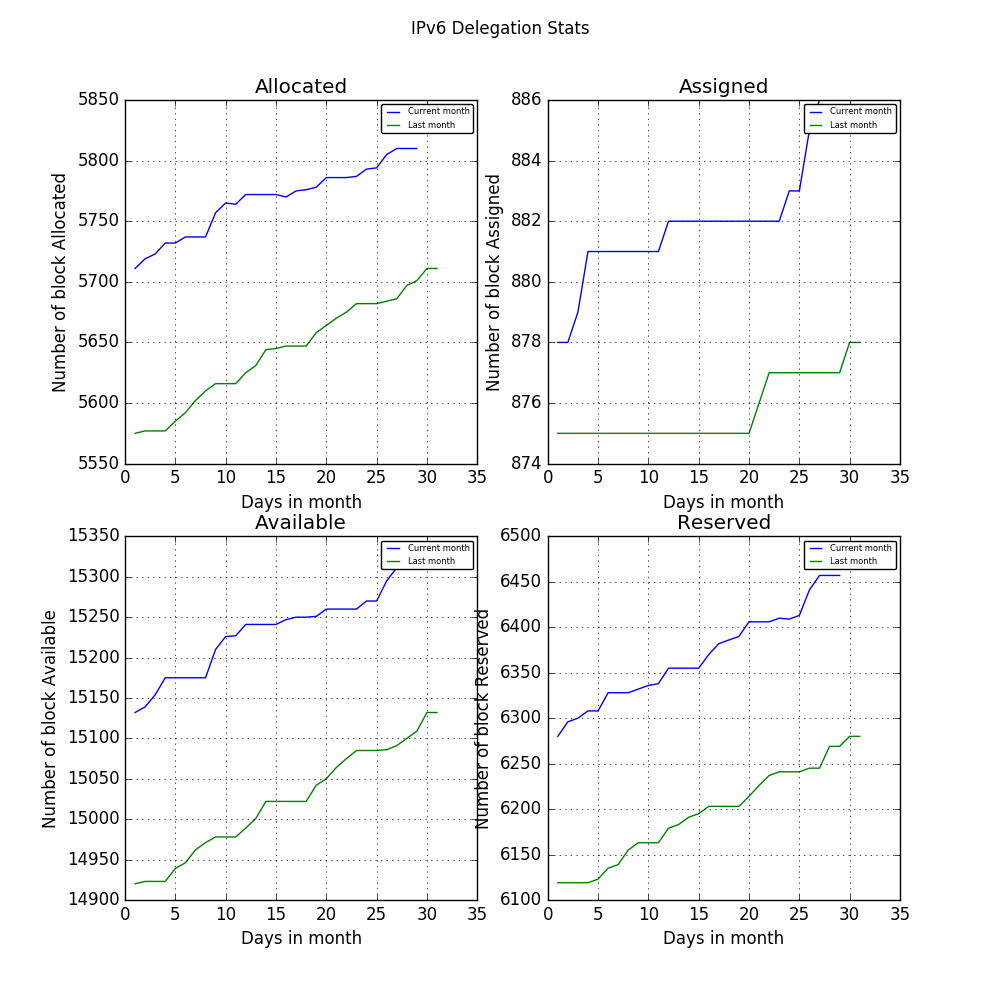 IPv6 Delegation Stats
Allocated
Number of block Allocated
5850
5800
5750
5700
5650
5600
5550
Current month
Last month
0 5 10 15 20 25 30 35
Days in month
Assigned
Number of block Assigned
886
884
882
880
878
876
874
Current month
Last month
0 5 10 15 20 25 30 35
Days in month
Available
Number of block Available
15350
15300
15250
15200
15150
15100
15050
15000
14950
14900
Current month
Last month
0 5 10 15 20 25 30 35
Days in month
Reserved
Number of block Reserved
6500
6450
6400
6350
6300
6250
6200
6150
6100
Current month
Last month
0 5 10 15 20 25 30 35
Days in month